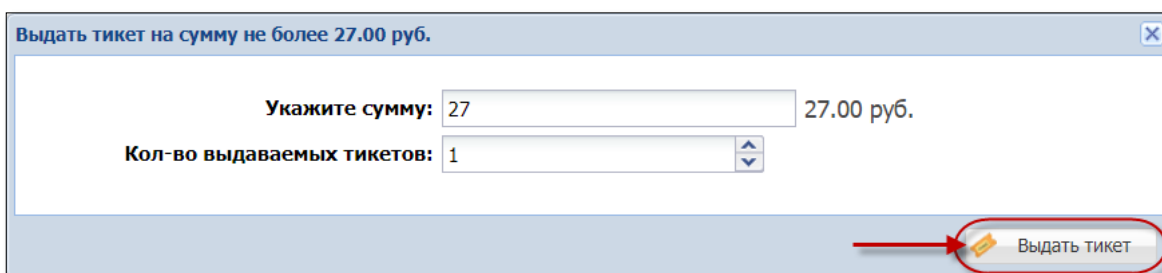 Выдать тикет на сумму не более 27.00 руб.
Укажите сумму: 27 27.00 руб.
Кол-во выдаваемых тикетов: 1
Выдать тикет